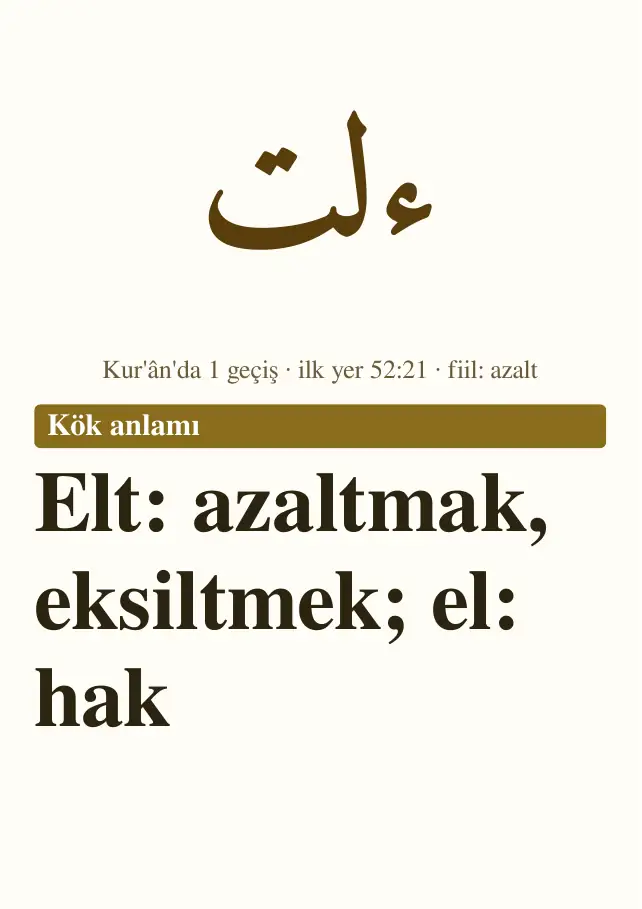 ءلت
Kur'ân'da 1 geçiş · ilk yer 52:21 · fiil: azalt
Kök anlamı
Elt: azaltmak,
eksiltmek; el:
hak